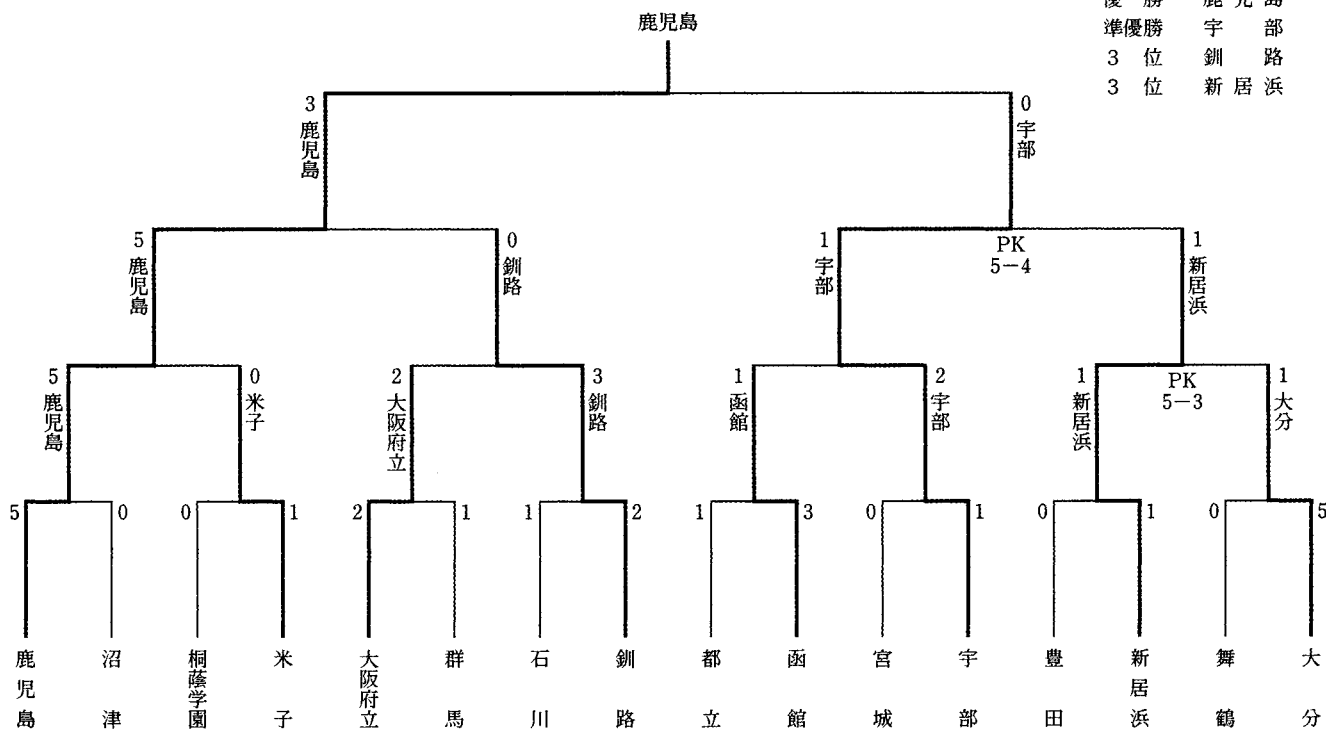 優勝 鹿児島
準優勝 宇部
3位 釧路
3位 新居浜
鹿児島
3 0
鹿児島 宇部
5 0 1 PK 1
5-4
鹿児島 釧路 宇部 新居浜
5 0 2 3 1 2 1 PK 1
5-3
鹿児島 米子 大阪府立 釧路 函館 宇部 新居浜 大分
5 0 0 1 2 1 1 2 1 3 0 1 0 1 0 5
鹿児島 沼津 桐蔭学園 米子 大阪府立 群馬 石川 釧路 都立 函館 宮城 宇部 豊田 新居浜 舞鶴 大分